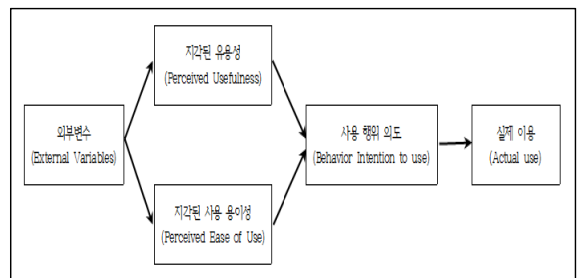 지각된 유용성
(Perceived Usefulness)
외부변수
(External Variables)
사용 행위 의도
(Behavior Intention to use)
실제 이용
(Actual use)
지각된 사용 용이성
(Perceived Ease of Use)